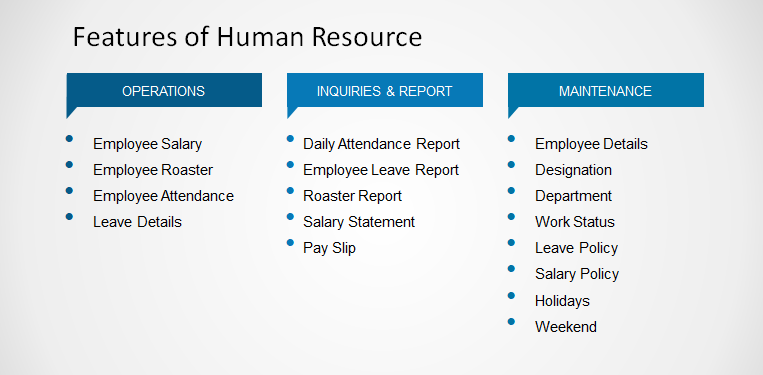 Features of Human Resource
OPERATIONS
Employee Salary
Employee Roaster
Employee Attendance
Leave Details
INQUIRIES & REPORT
Daily Attendance Report
Employee Leave Report
Roaster Report
Salary Statement
Pay Slip
MAINTENANCE
Employee Details
Designation
Department
Work Status
Leave Policy
Salary Policy
Holidays
Weekend